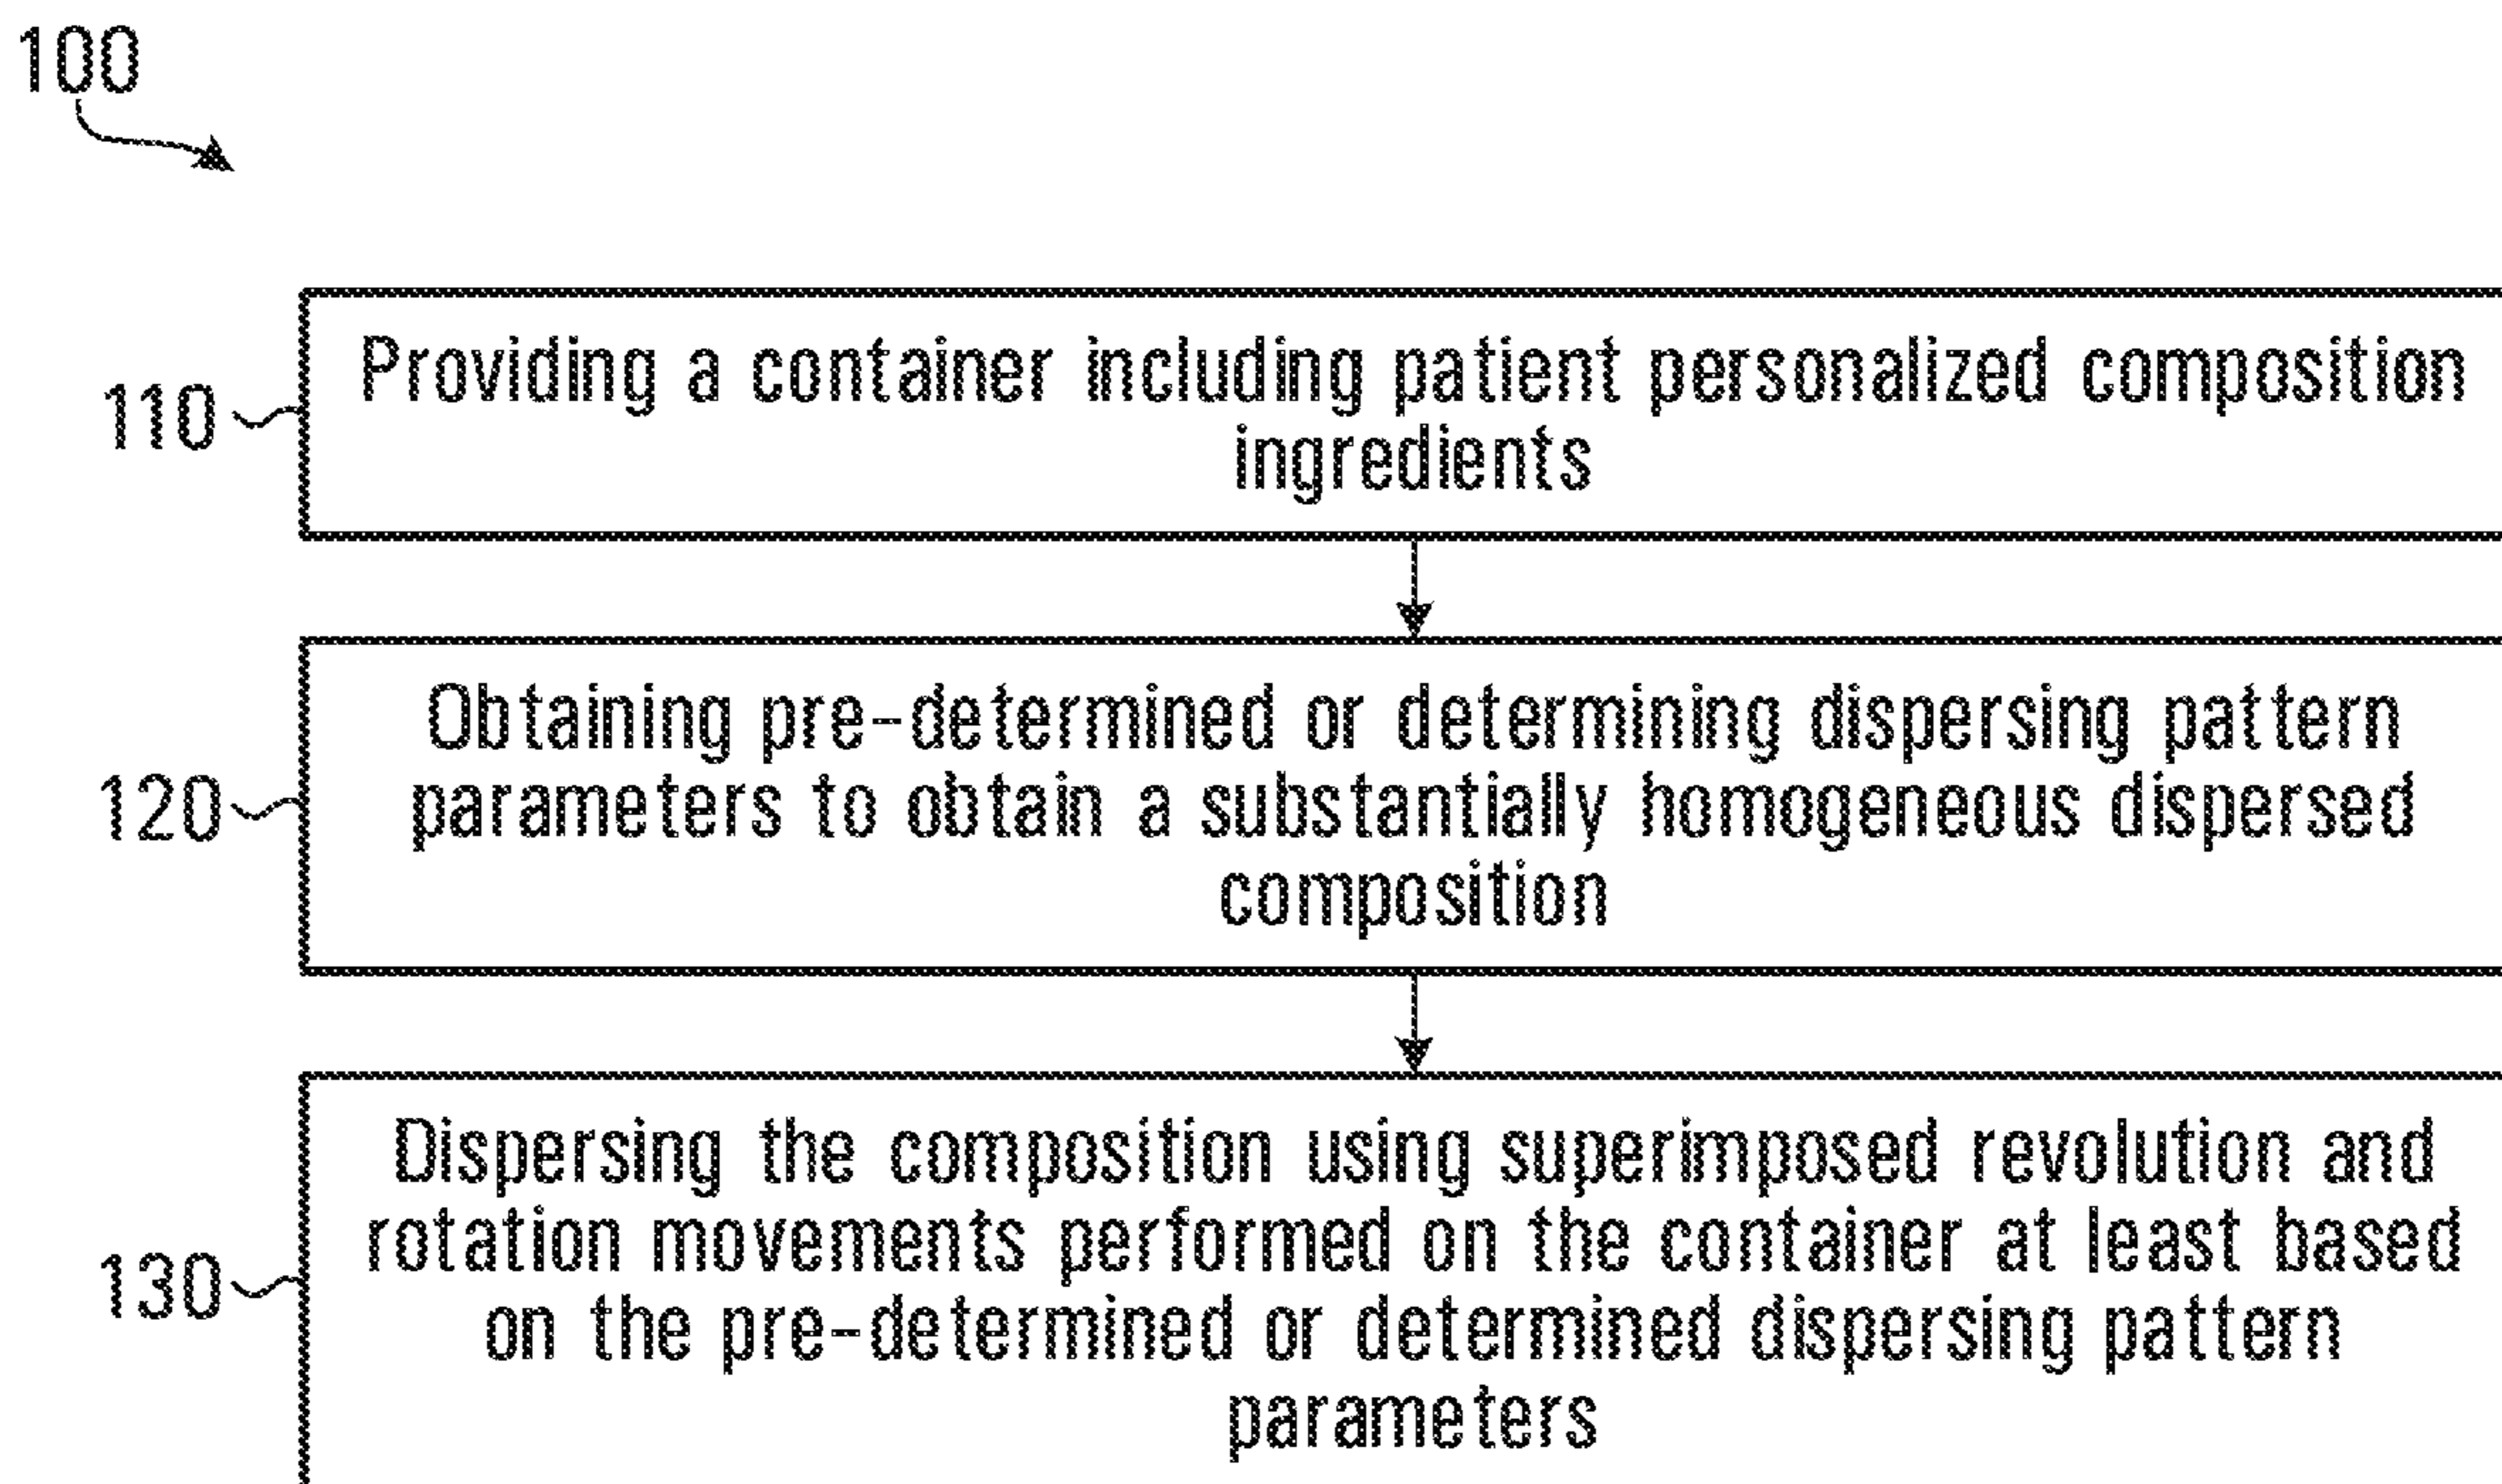 100
110
Providing a container including patient personalized composition
ingredients
120
Obtaining pre-determined or determining dispersing pattern
parameters to obtain a substantially homogeneous dispersed
composition
130
Dispersing the composition using superimposed revolution and
rotation movements performed on the container at least based
on the pre-determined or determined dispersing pattern
parameters